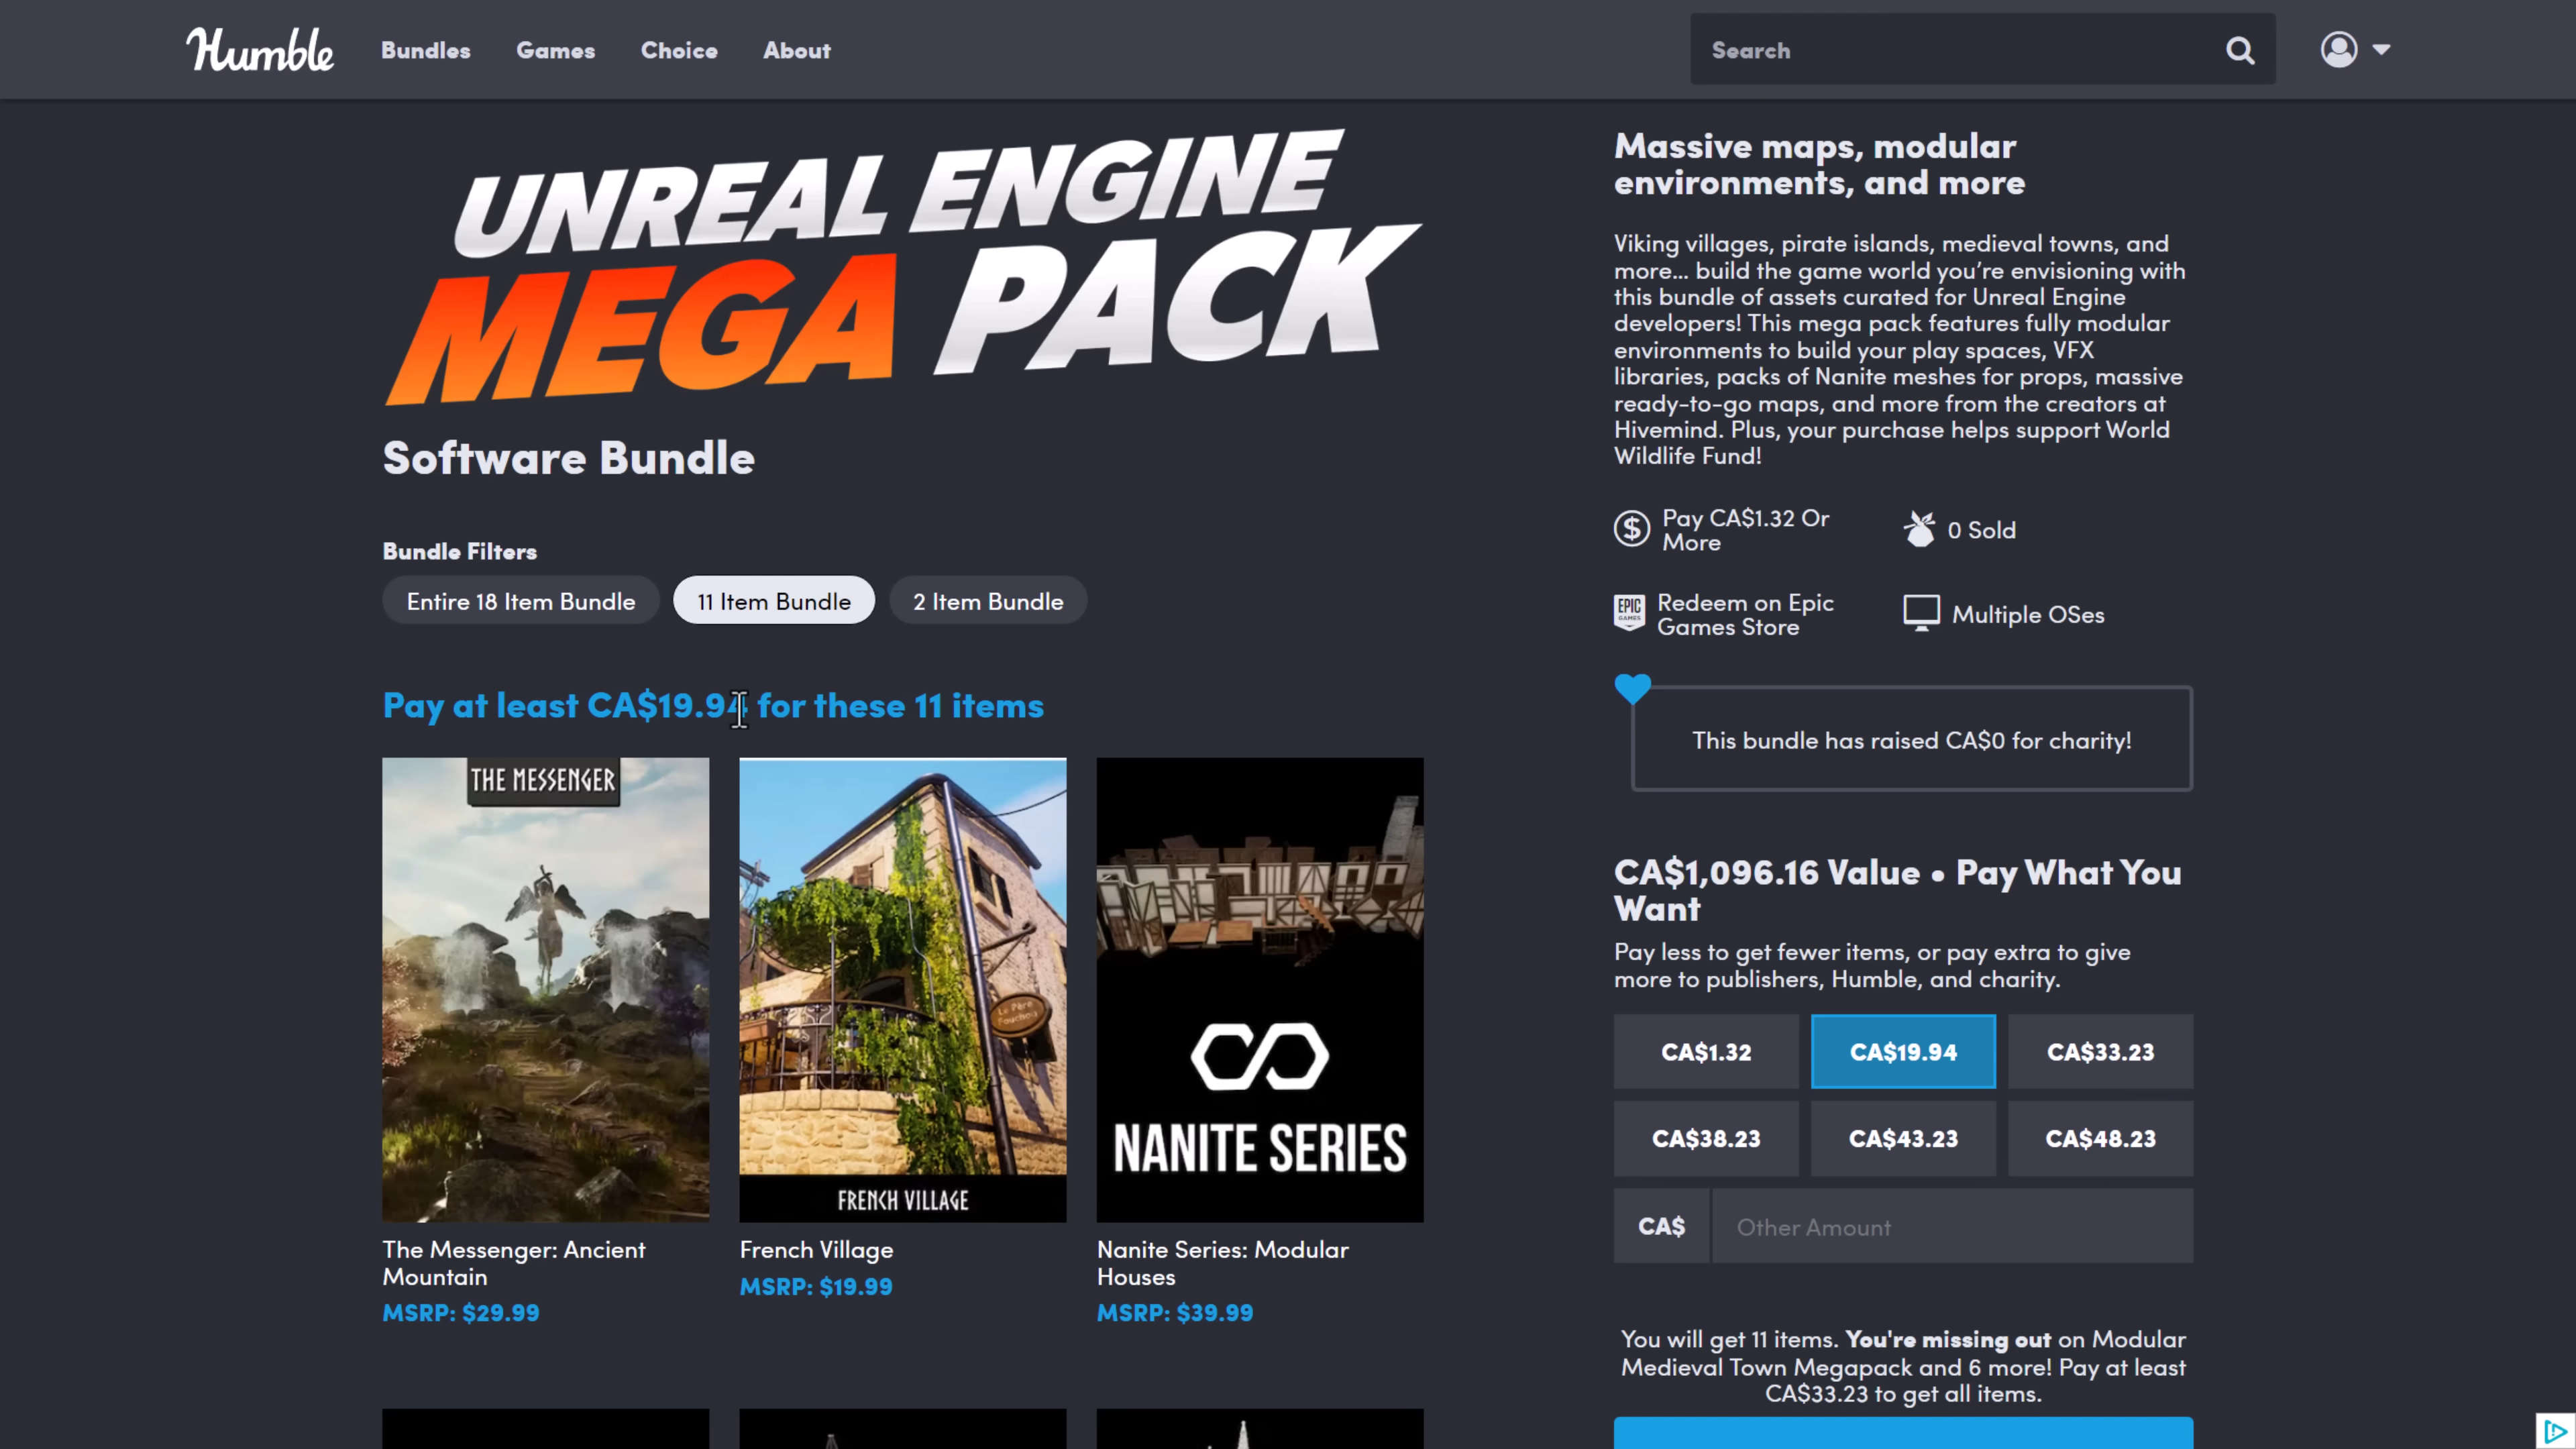 Humble
Bundles
Games
Choice
About
Search
UNREAL ENGINE
MEGA PACK
Software Bundle
Bundle Filters
Entire 18 Item Bundle
11 Item Bundle
2 Item Bundle
Pay at least CA$19.94 for these 11 items
THE MESSENGER
The Messenger: Ancient
Mountain
MSRP: $29.99
Le Père
Fouchou
FRENCH VILLAGE
French Village
MSRP: $19.99
NANITE SERIES
Nanite Series: Modular
Houses
MSRP: $39.99
Massive maps, modular
environments, and more
Viking villages, pirate islands, medieval towns, and
more... build the game world you're envisioning with
this bundle of assets curated for Unreal Engine
developers! This mega pack features fully modular
environments to build your play spaces, VFX
libraries, packs of Nanite meshes for props, massive
ready-to-go maps, and more from the creators at
Hivemind. Plus, your purchase helps support World
Wildlife Fund!
Pay CA$1.32 Or
More
0 Sold
EPIC
GAMES
Redeem on Epic
Games Store
Multiple OSes
This bundle has raised CA$0 for charity!
CA$1,096.16 Value • Pay What You
Want
Pay less to get fewer items, or pay extra to give
more to publishers, Humble, and charity.
CA$1.32
CA$19.94
CA$33.23
CA$38.23
CA$43.23
CA$48.23
CA$
Other Amount
You will get 11 items. You're missing out on Modular
Medieval Town Megapack and 6 more! Pay at least
CA$33.23 to get all items.